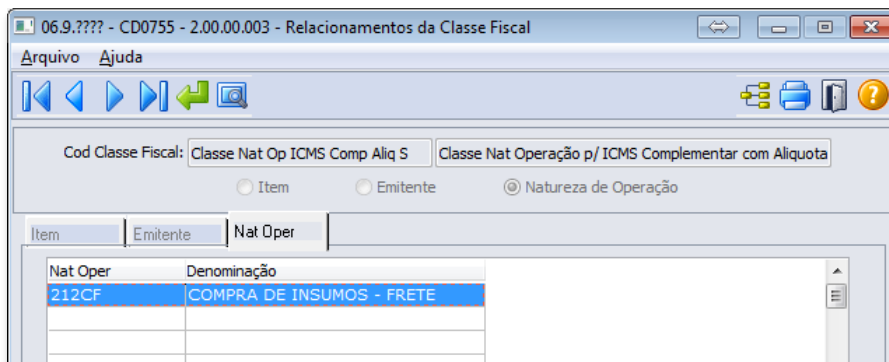 06.9.???? - CD0755 - 2.00.00.003 - Relacionamentos da Classe Fiscal
Arquivo Ajuda
Cod Classe Fiscal: Classe Nat Op ICMS Comp Aliq S Classe Nat Operação p/ ICMS Complementar com Aliquota
Item Emitente Natureza de Operação
Item Emitente Nat Oper
Nat Oper Denominação
212CF COMPRA DE INSUMOS - FRETE